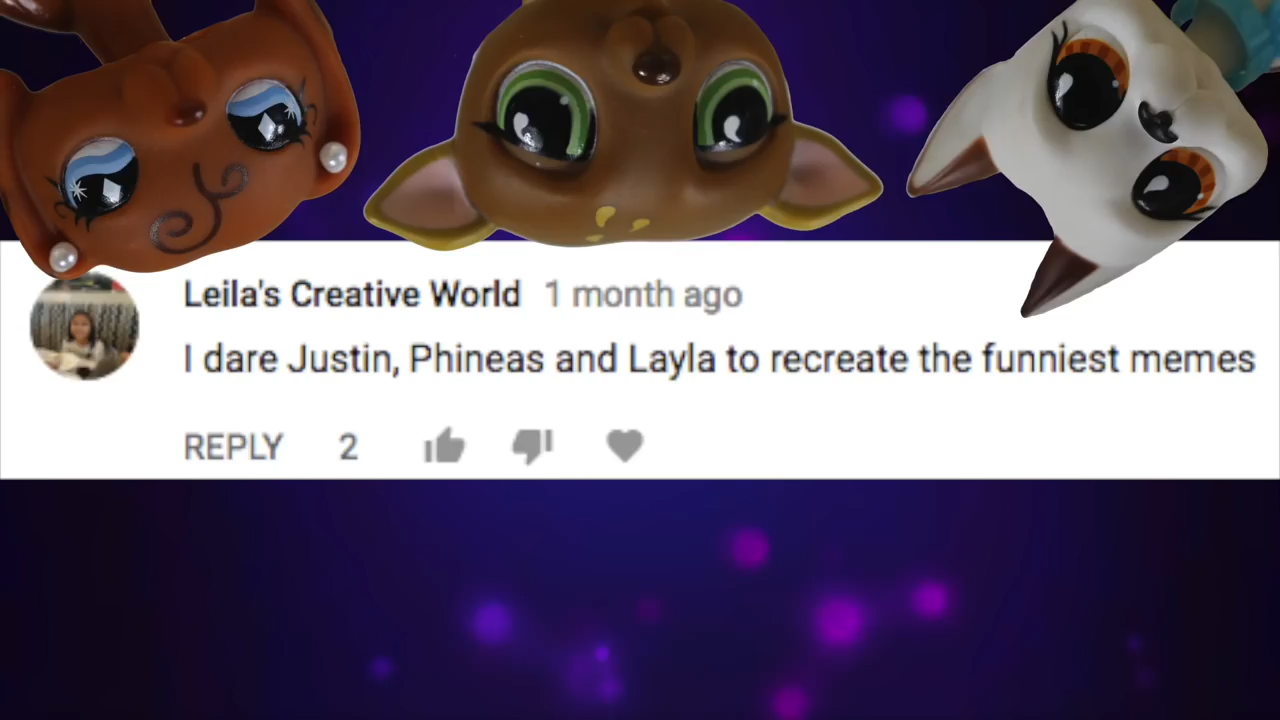 Leila's Creative World 1 month ago
I dare Justin, Phineas and Layla to recreate the funniest memes
REPLY 2